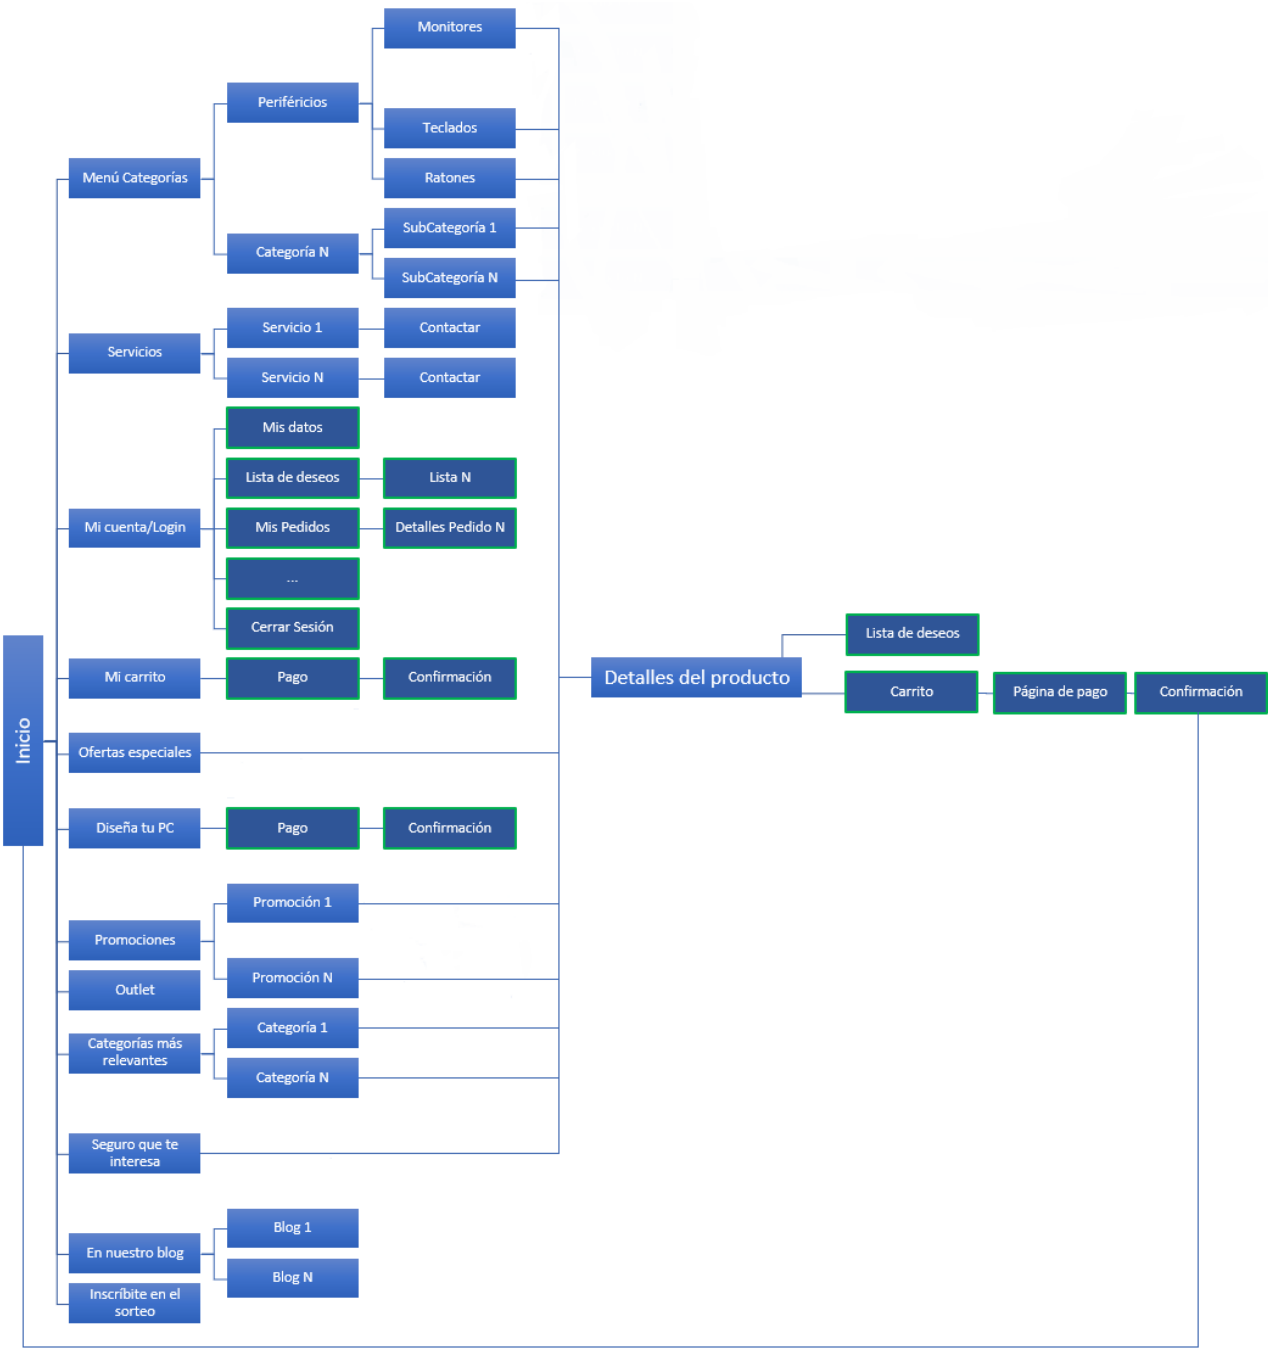 Inicio
Menú Categorías
Periféricios
Monitores
Teclados
Ratones
Categoría N
SubCategoría 1
SubCategoría N
Servicios
Servicio 1
Contactar
Servicio N
Contactar
Mi cuenta/Login
Mis datos
Lista de deseos
Lista N
Mis Pedidos
Detalles Pedido N
...
Cerrar Sesión
Mi carrito
Pago
Confirmación
Ofertas especiales
Diseña tu PC
Pago
Confirmación
Promociones
Promoción 1
Promoción N
Outlet
Categorías más
relevantes
Categoría 1
Categoría N
Seguro que te
interesa
En nuestro blog
Blog 1
Blog N
Inscríbite en el
sorteo
Detalles del producto
Lista de deseos
Carrito
Página de pago
Confirmación